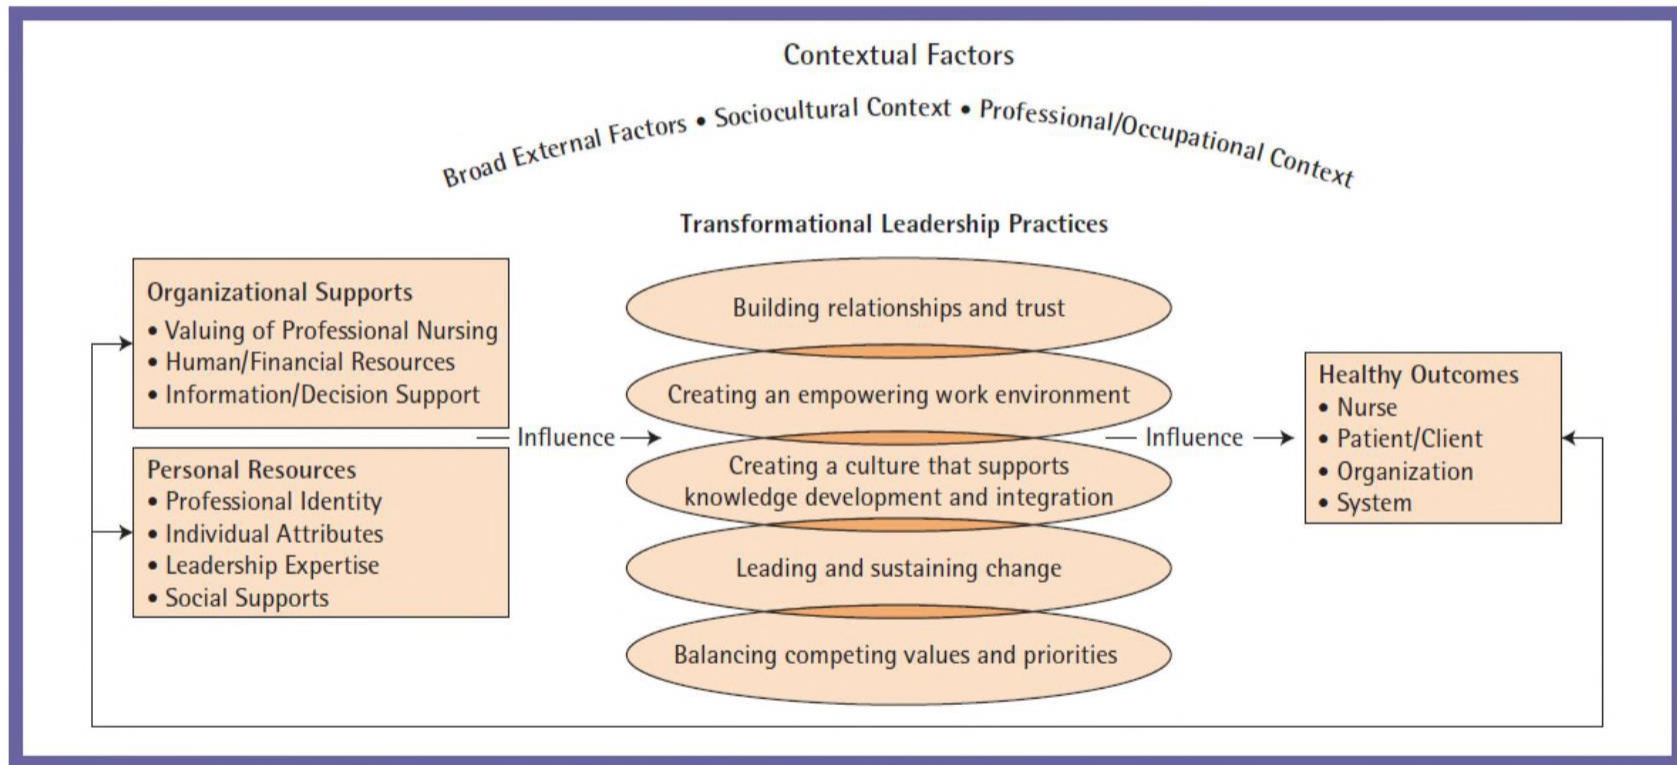 Contextual Factors
Broad External Factors • Sociocultural Context • Professional/Occupational Context
Transformational Leadership Practices
Organizational Supports
• Valuing of Professional Nursing
• Human/Financial Resources
• Information/Decision Support
Personal Resources
• Professional Identity
• Individual Attributes
• Leadership Expertise
• Social Supports
Influence
Building relationships and trust
Creating an empowering work environment
Creating a culture that supports
knowledge development and integration
Leading and sustaining change
Balancing competing values and priorities
Influence
Healthy Outcomes
• Nurse
• Patient/Client
• Organization
• System